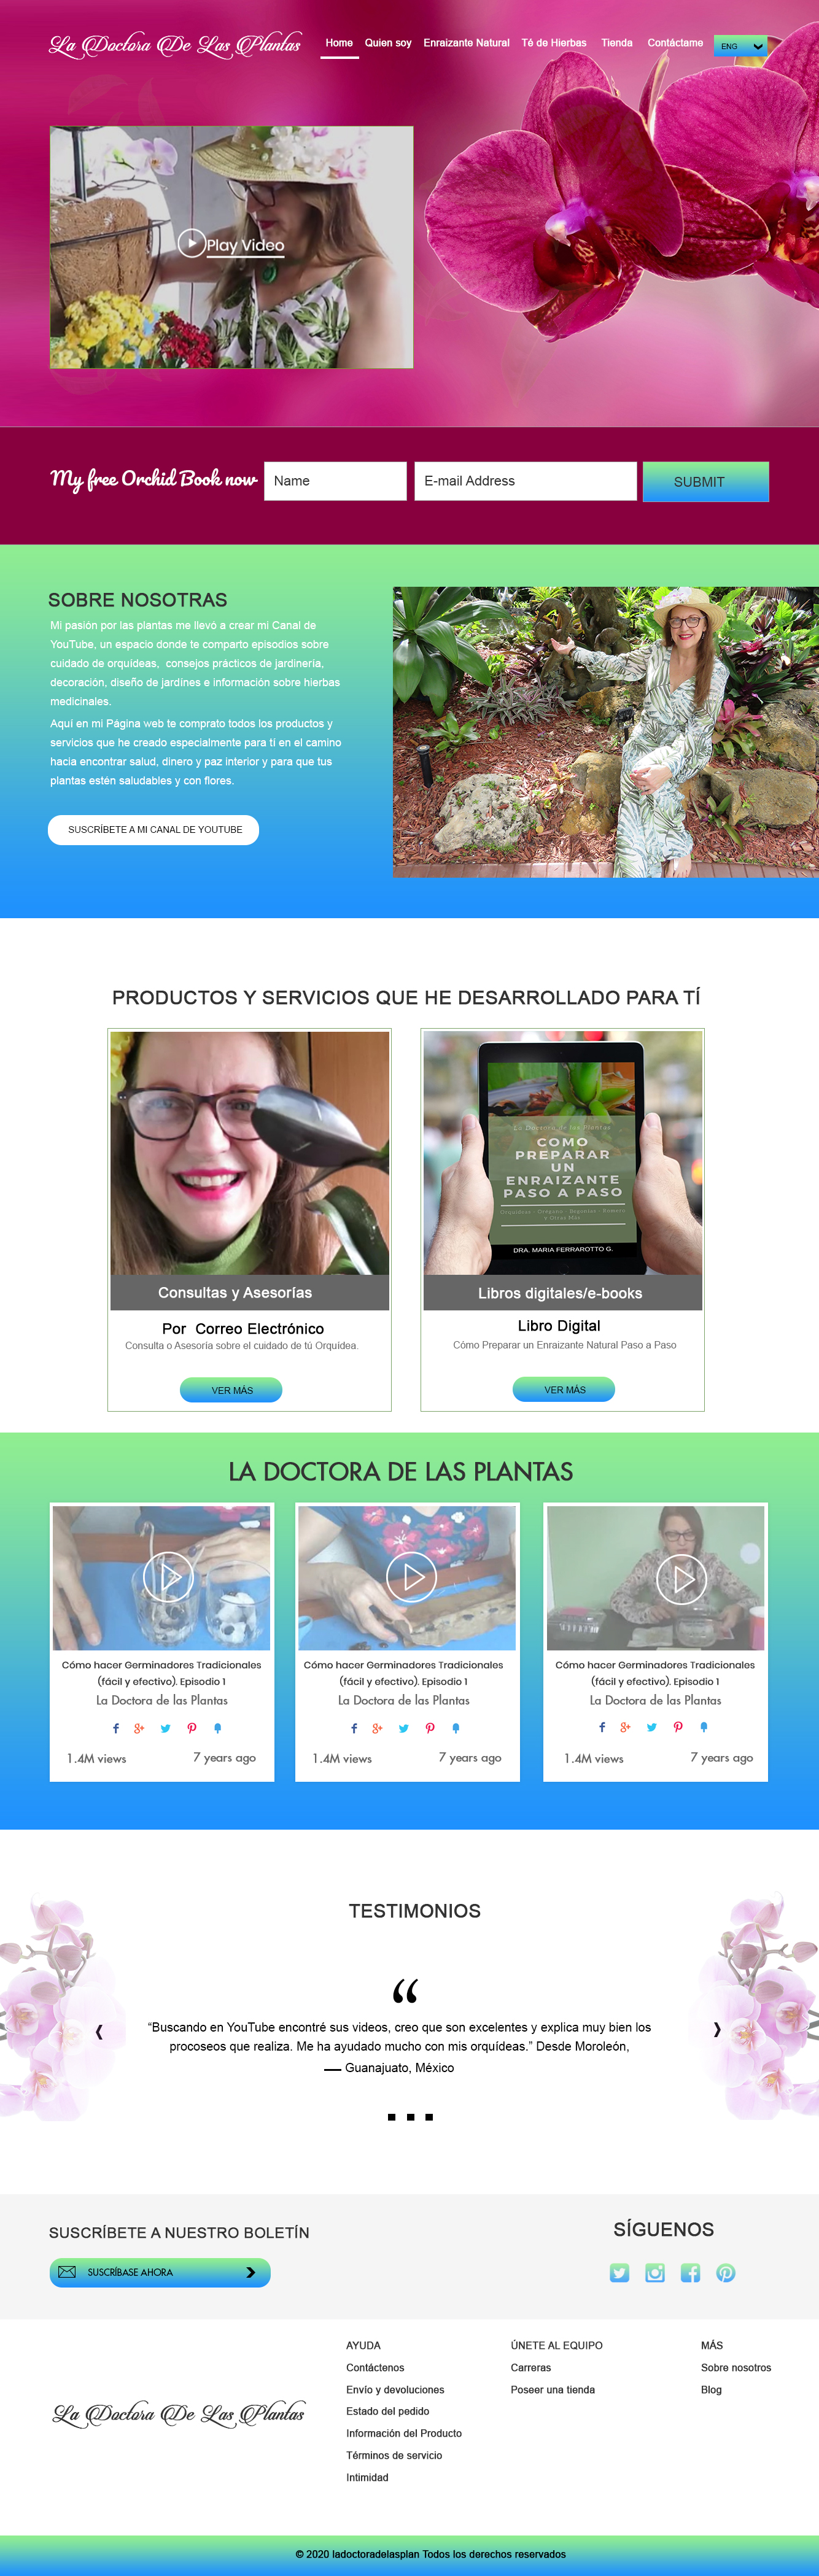 La Doctora De Las Plantas
Home Quien soy Enraizante Natural Té de Hierbas Tienda Contáctame ENG
Play Video
My free Orchid Book now Name E-mail Address SUBMIT
SOBRE NOSOTRAS
Mi pasión por las plantas me llevó a crear mi Canal de
YouTube, un espacio donde te comparto episodios sobre
cuidado de orquídeas, consejos prácticos de jardinería,
decoración, diseño de jardínes e información sobre hierbas
medicinales.
Aquí en mi Página web te comprato todos los productos y
servicios que he creado especialmente para tí en el camino
hacia encontrar salud, dinero y paz interior y para que tus
plantas estén saludables y con flores.
SUSCRÍBETE A MI CANAL DE YOUTUBE
PRODUCTOS Y SERVICIOS QUE HE DESARROLLADO PARA TÍ
Consultas y Asesorías
Por Correo Electrónico
Consulta o Asesoría sobre el cuidado de tú Orquídea.
VER MÁS
La Doctora de las Plantas
COMO
PREPARAR
UN
ENRAIZANTE
PASO A PASO
Orquídeas · Oregano · Begonias · Romero
Y Otras Más
DRA. MARIA FERRAROTTO G.
Libros digitales/e-books
Libro Digital
Cómo Preparar un Enraizante Natural Paso a Paso
VER MÁS
LA DOCTORA DE LAS PLANTAS
Cómo hacer Germinadores Tradicionales
(fácil y efectivo). Episodio 1
La Doctora de las Plantas
1.4M views 7 years ago
Cómo hacer Germinadores Tradicionales
(fácil y efectivo). Episodio 1
La Doctora de las Plantas
1.4M views 7 years ago
Cómo hacer Germinadores Tradicionales
(fácil y efectivo). Episodio 1
La Doctora de las Plantas
1.4M views 7 years ago
TESTIMONIOS
“
“Buscando en YouTube encontré sus videos, creo que son excelentes y explica muy bien los
procoseos que realiza. Me ha ayudado mucho con mis orquídeas.” Desde Moroleón,
— Guanajuato, México
SUSCRÍBETE A NUESTRO BOLETÍN
SUSCRÍBASE AHORA
SÍGUENOS
La Doctora De Las Plantas
AYUDA
Contáctenos
Envío y devoluciones
Estado del pedido
Información del Producto
Términos de servicio
Intimidad
ÚNETE AL EQUIPO
Carreras
Poseer una tienda
MÁS
Sobre nosotros
Blog
© 2020 ladoctoradelasplan Todos los derechos reservados